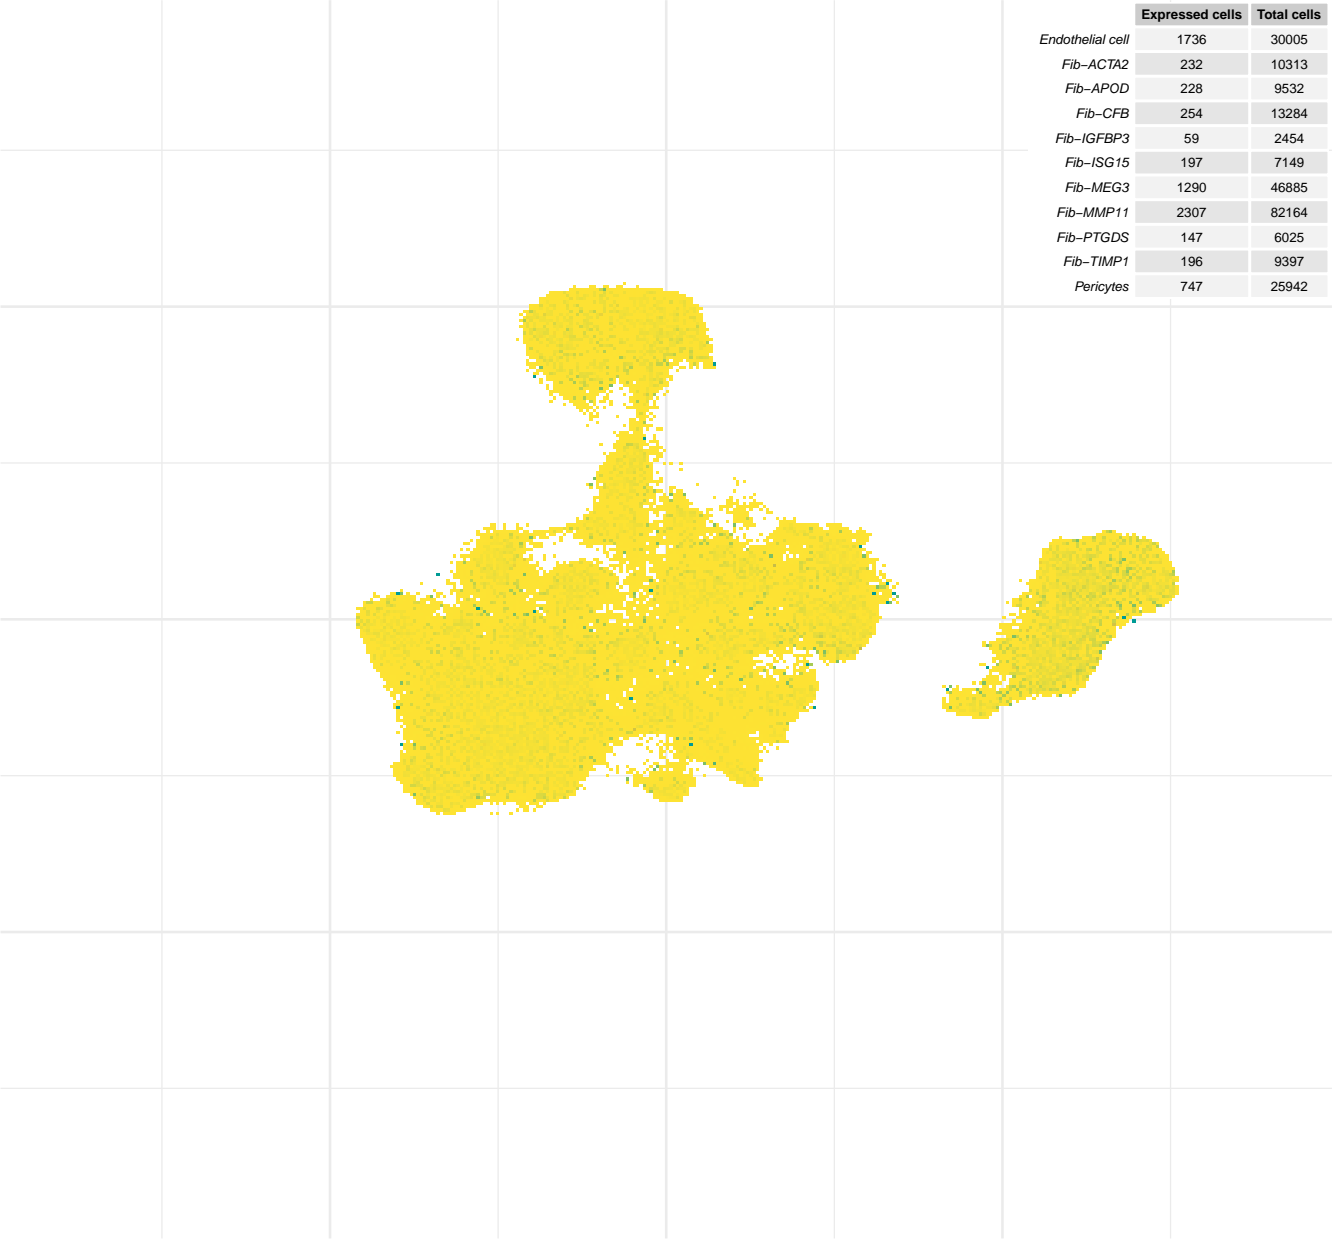 Expressed cells Total cells
Endothelial cell 1736 30005
Fib−ACTA2 232 10313
Fib−APOD 228 9532
Fib−CFB 254 13284
Fib−IGFBP3 59 2454
Fib−ISG15 197 7149
Fib−MEG3 1290 46885
Fib−MMP11 2307 82164
Fib−PTGDS 147 6025
Fib−TIMP1 196 9397
Pericytes 747 25942